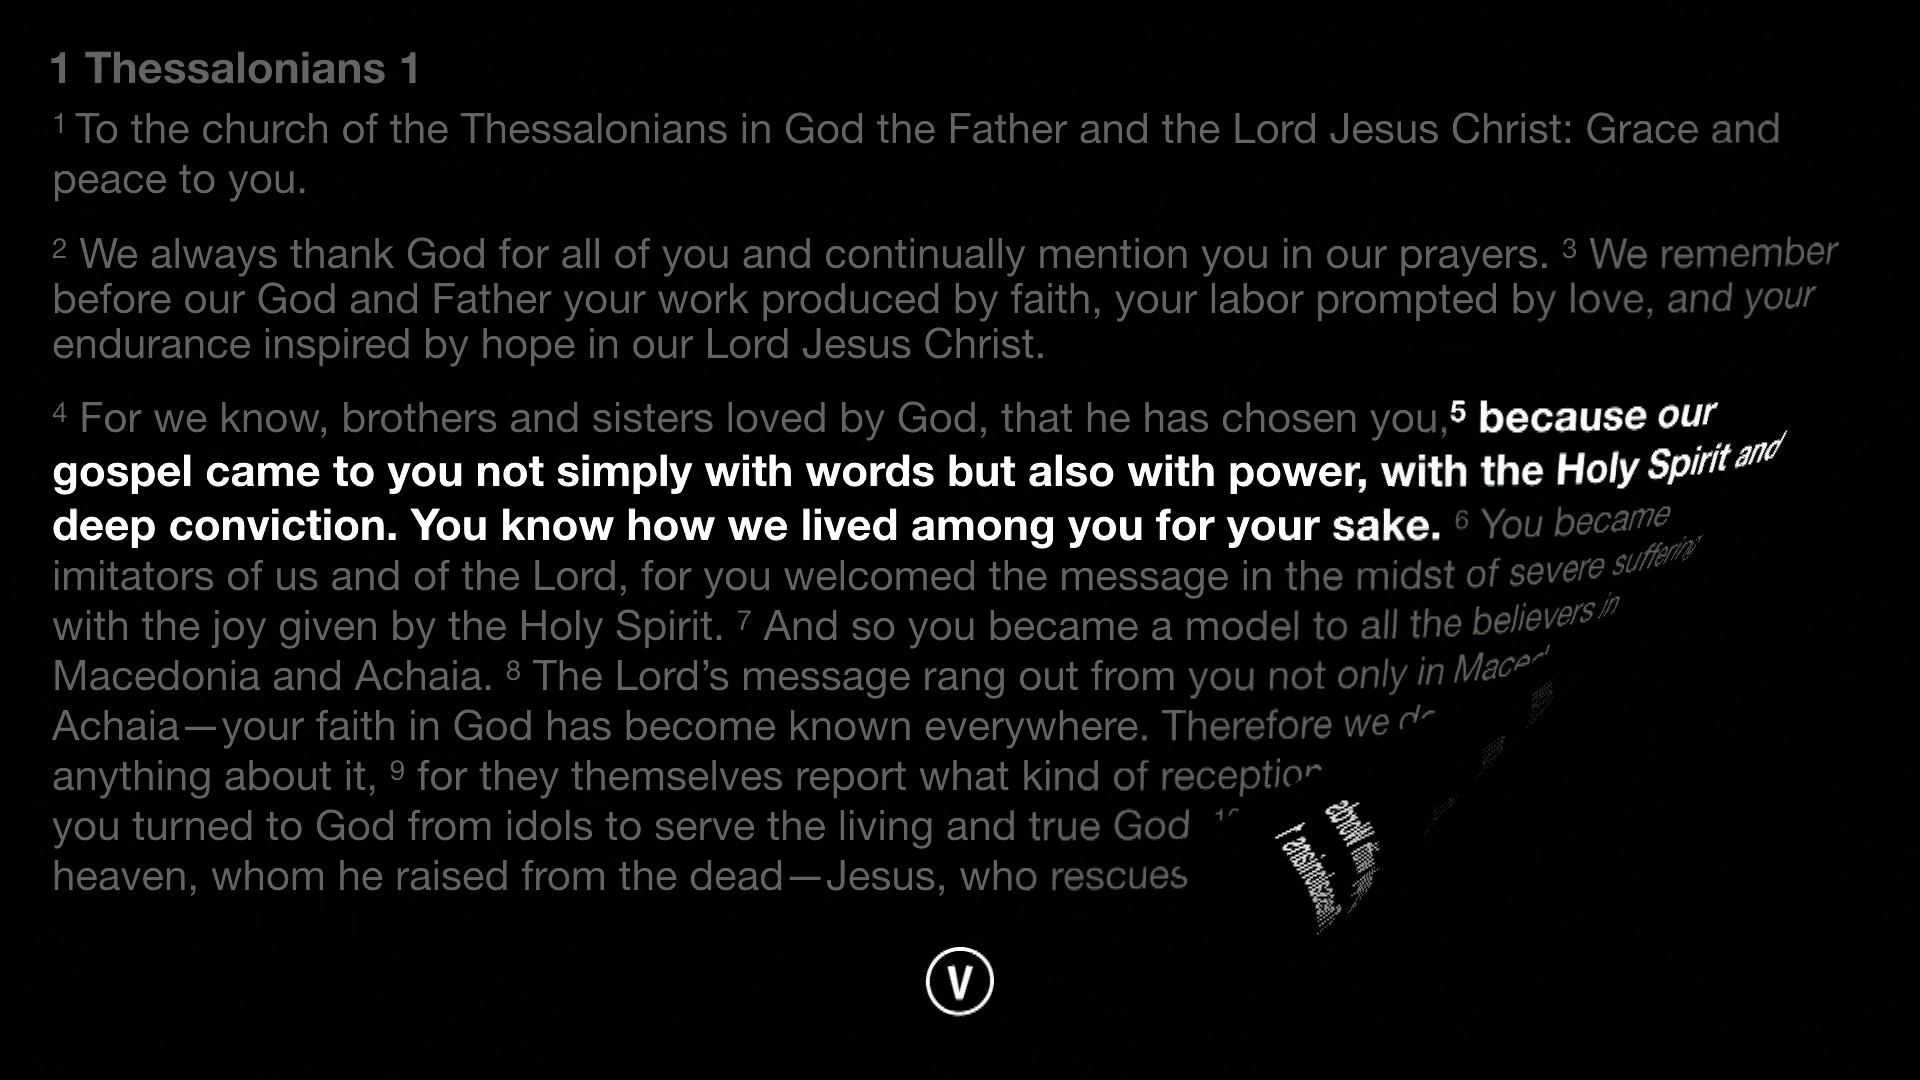 1 Thessalonians 1
1 To the church of the Thessalonians in God the Father and the Lord Jesus Christ: Grace and
peace to you.
2 We always thank God for all of you and continually mention you in our prayers. 3 We remember
before our God and Father your work produced by faith, your labor prompted by love, and your
endurance inspired by hope in our Lord Jesus Christ.
4 For we know, brothers and sisters loved by God, that he has chosen you,5 because our
gospel came to you not simply with words but also with power, with the Holy Spirit and
deep conviction. You know how we lived among you for your sake. 6 You became
imitators of us and of the Lord, for you welcomed the message in the midst of severe suffering
with the joy given by the Holy Spirit. 7 And so you became a model to all the believers in
Macedonia and Achaia. 8 The Lord’s message rang out from you not only in
Achaia—your faith in God has become known everywhere. Therefore we
anything about it, 9 for they themselves report what kind of reception
you turned to God from idols to serve the living and true God
heaven, whom he raised from the dead—Jesus, who rescues
V